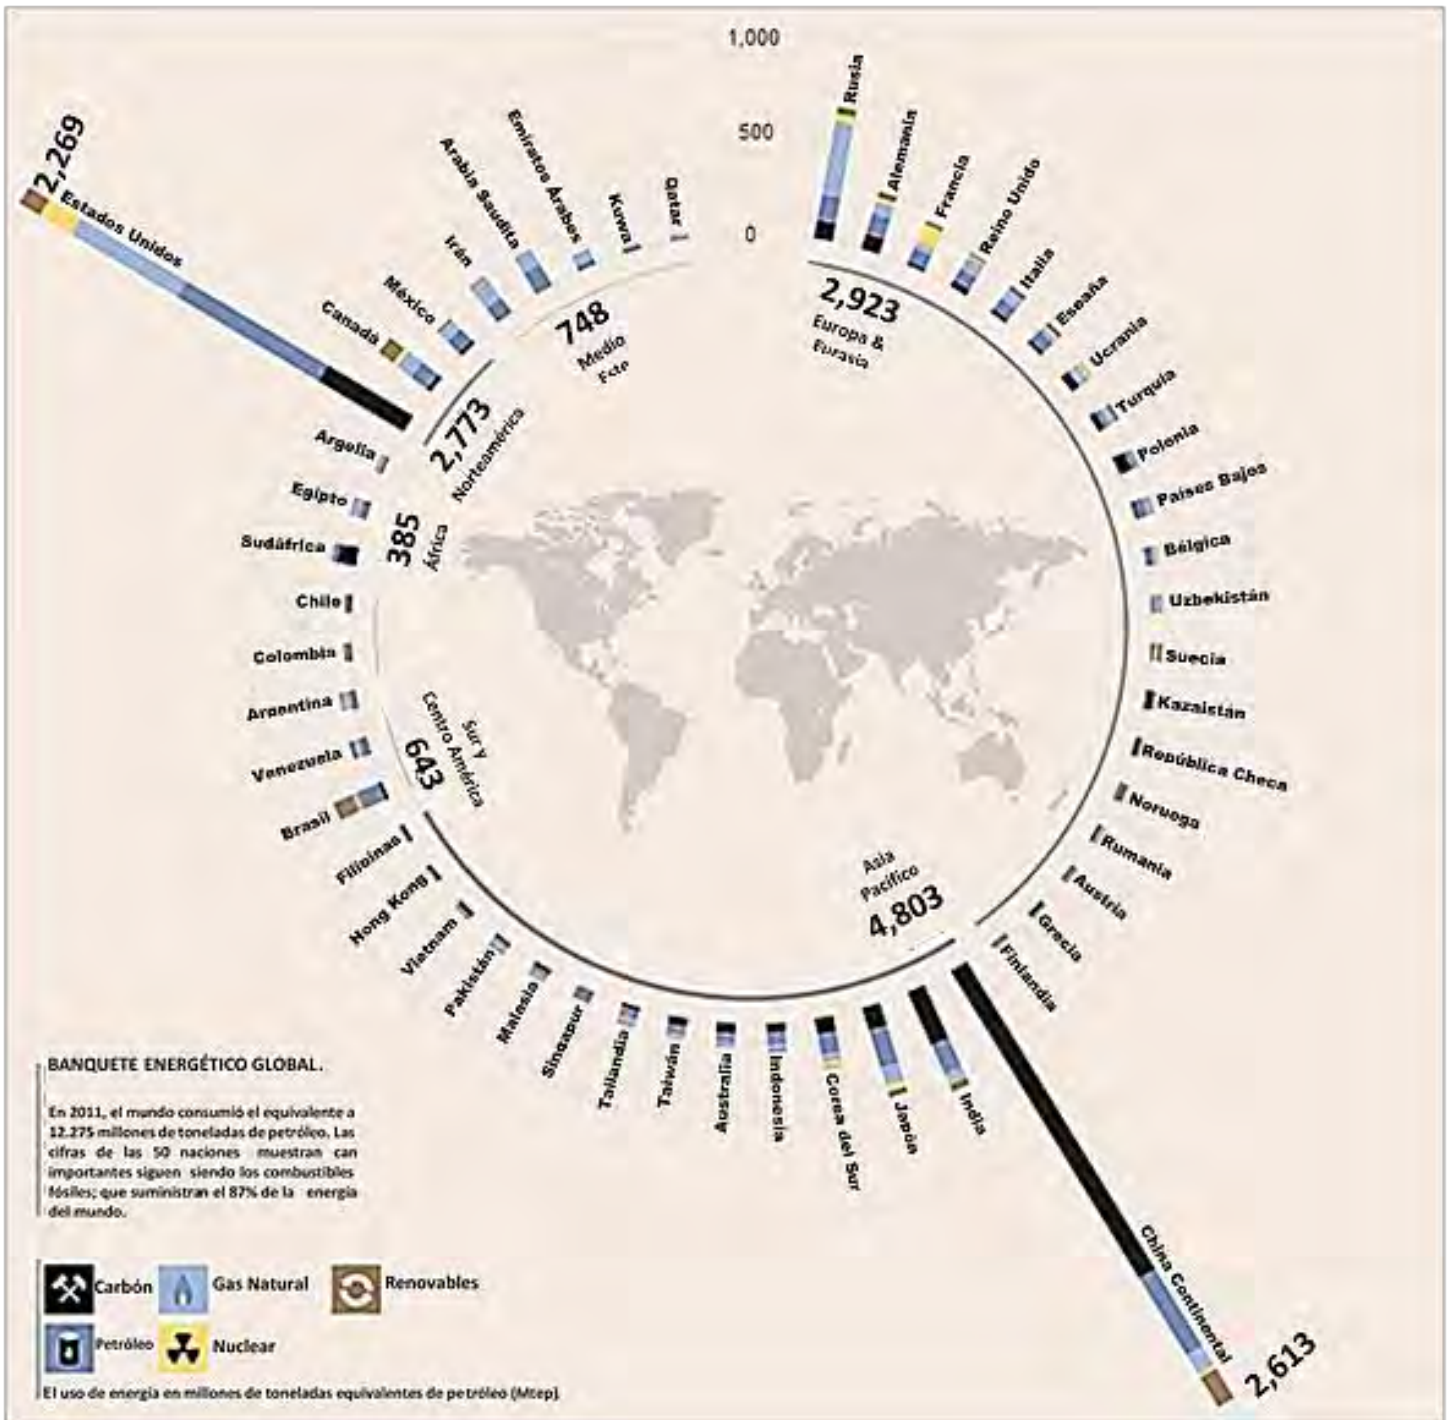 1,000
500
0
Rusia
Alemania
Francia
Reino Unido
Italia
España
Ucrania
Turquía
Polonia
Países Bajos
Bélgica
Uzbekistán
Suecia
Kazaistán
República Checa
Noruega
Rumania
Austria
Grecia
Finlandia
2,923
Europa &
Eurasia
China Continental
2,613
India
Japón
Corea del Sur
Indonesia
Australia
Taiwán
Tailandia
Singapur
Malasia
Pakistán
Vietnam
Hong Kong
Filipinas
Asia
Pacífico
4,803
Brasil
Venezuela
Argentina
Colombia
Chile
Sur y
Centro América
643
Sudáfrica
Egipto
Argelia
385
África
2,269
Estados Unidos
Canadá
México
2,773
Norteamérica
Irán
Arabia Saudita
Emiratos Árabes
Kuwa
Qatar
748
Medio
Este
BANQUETE ENERGÉTICO GLOBAL.
En 2011, el mundo consumió el equivalente a
12.275 millones de toneladas de petróleo. Las
cifras de las 50 naciones muestran can
importantes siguen siendo los combustibles
fósiles; que suministran el 87% de la energía
del mundo.
Carbón
Gas Natural
Renovables
Petróleo
Nuclear
El uso de energía en millones de toneladas equivalentes de petróleo (Mtep)